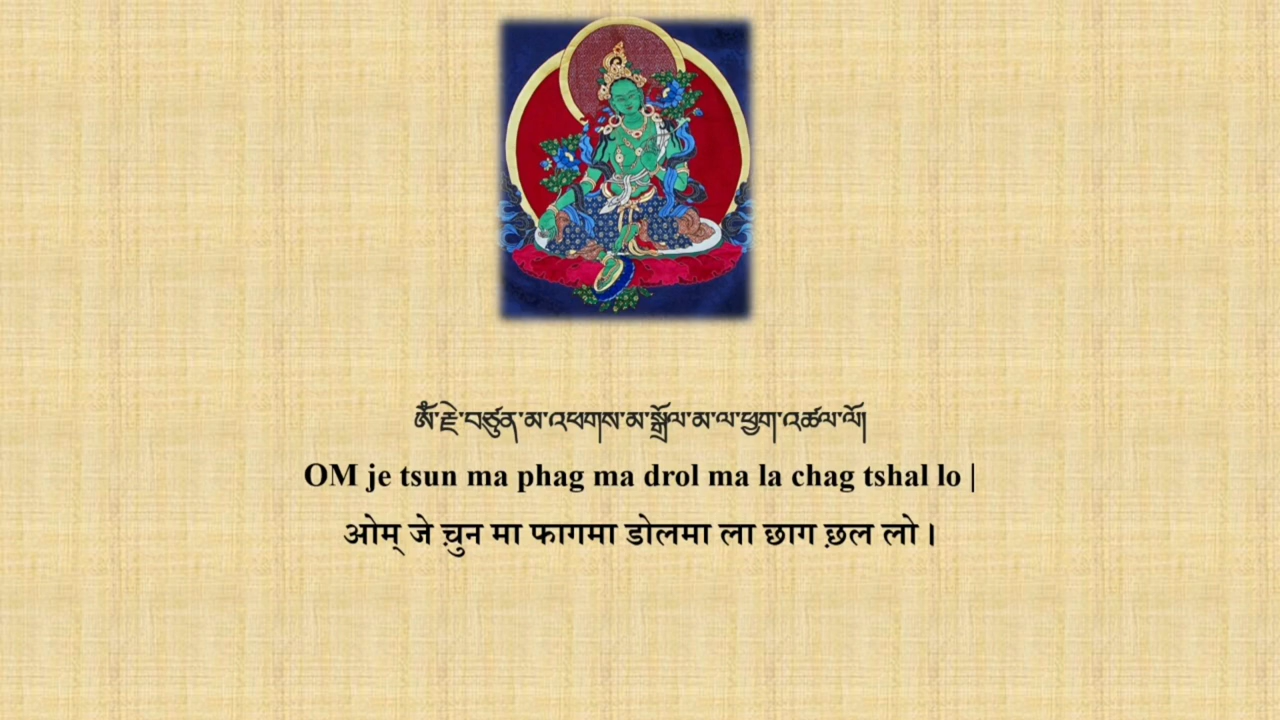 ༀ་རྗེ་བཙུན་མ་འཕགས་མ་སྒྲོལ་མ་ལ་ཕྱག་འཚལ་ལོ།
OM je tsun ma phag ma drol ma la chag tshal lo |
ओम् जे च़ुन मा फागमा डोलमा ला छाग छ़ल लो ।